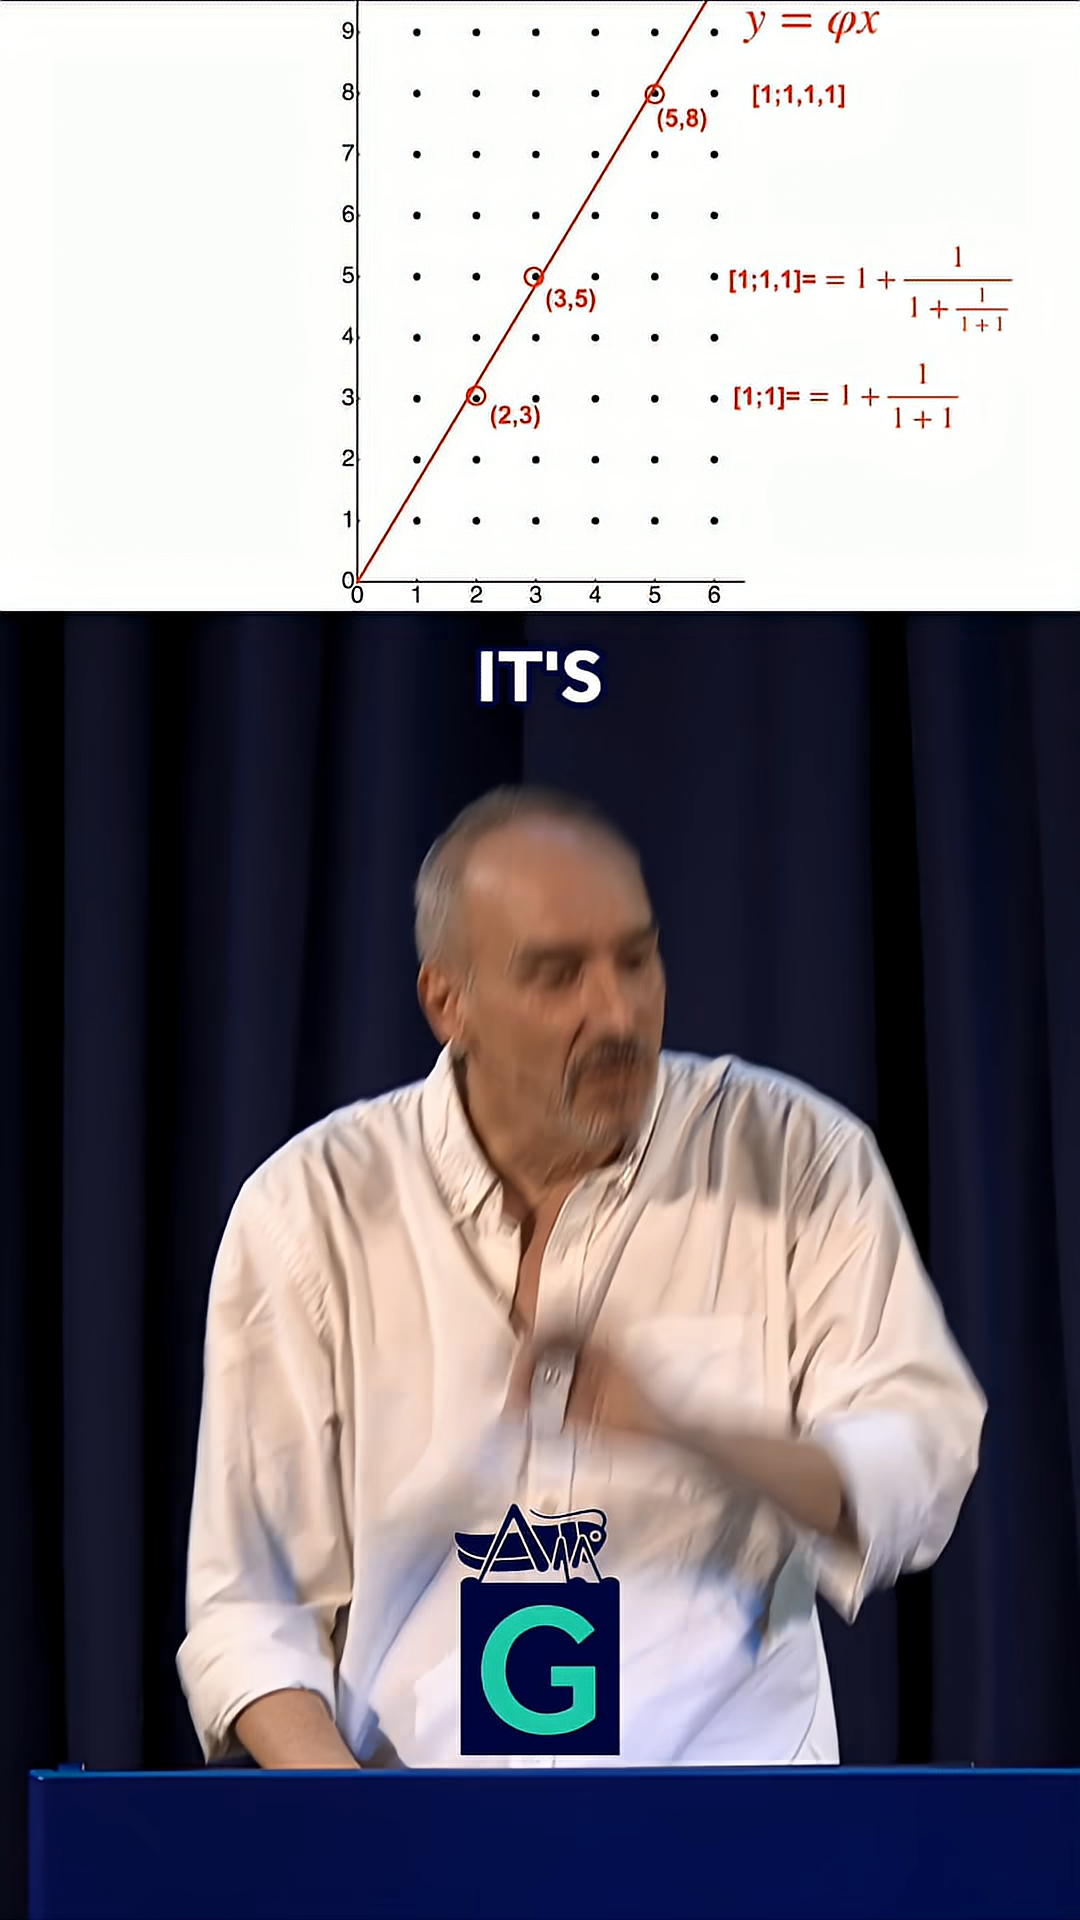 y = φx
9
8
[1;1,1,1]
(5,8)
7
6
5
[1;1,1]= = 1 + 1/(1 + 1/(1 + 1))
(3,5)
4
3
[1;1]= = 1 + 1/(1 + 1)
(2,3)
2
1
0
0 1 2 3 4 5 6
IT'S
G